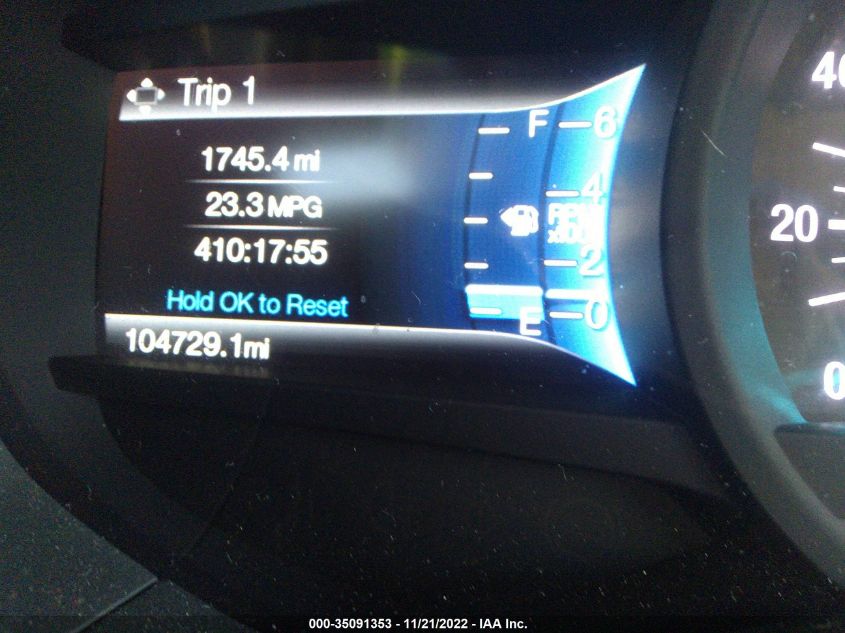 Trip 1
1745.4 mi
23.3 MPG
410:17:55
Hold OK to Reset
104729.1mi
F
E
6
4
2
0
40
20
0
000-35091353 - 11/21/2022 - IAA Inc.